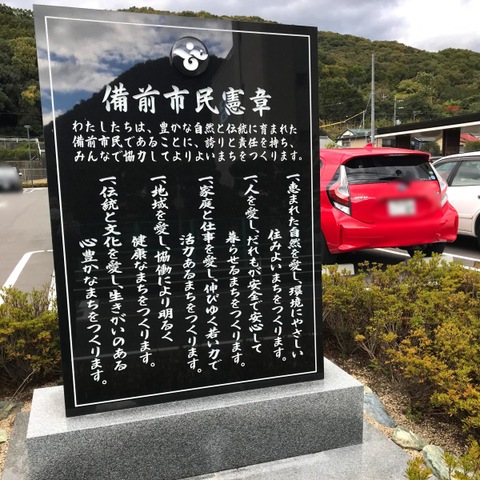 備前市民憲章
わたしたちは、豊かな自然と伝統に育まれた
備前市民であることに、誇りと責任を持ち、
みんなで協力してよりよいまちをつくります。
一、恵まれた自然を愛し、環境にやさしい
住みよいまちをつくります。
一、人を愛し、だれもが安全で安心して
暮らせるまちをつくります。
一、家庭と仕事を愛し、伸びゆく若い力で
活力あるまちをつくります。
一、地域を愛し、協働により明るく
健康なまちをつくります。
一、伝統と文化を愛し、生きがいのある
心豊かなまちをつくります。